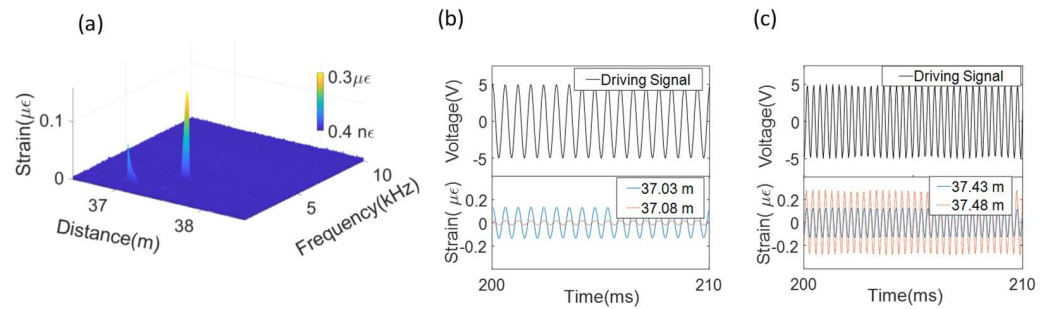 (a)
Strain(με)
0.1
0
37
38
Distance(m)
5
10
Frequency(kHz)
0.3με
0.4 nϵ
(b)
Driving Signal
Voltage(V)
5
0
-5
37.03 m
37.08 m
Strain( με)
0.2
0
-0.2
200
210
Time(ms)
(c)
Driving Signal
Voltage(V)
5
0
-5
37.43 m
37.48 m
Strain( με)
0.2
0
-0.2
200
210
Time(ms)